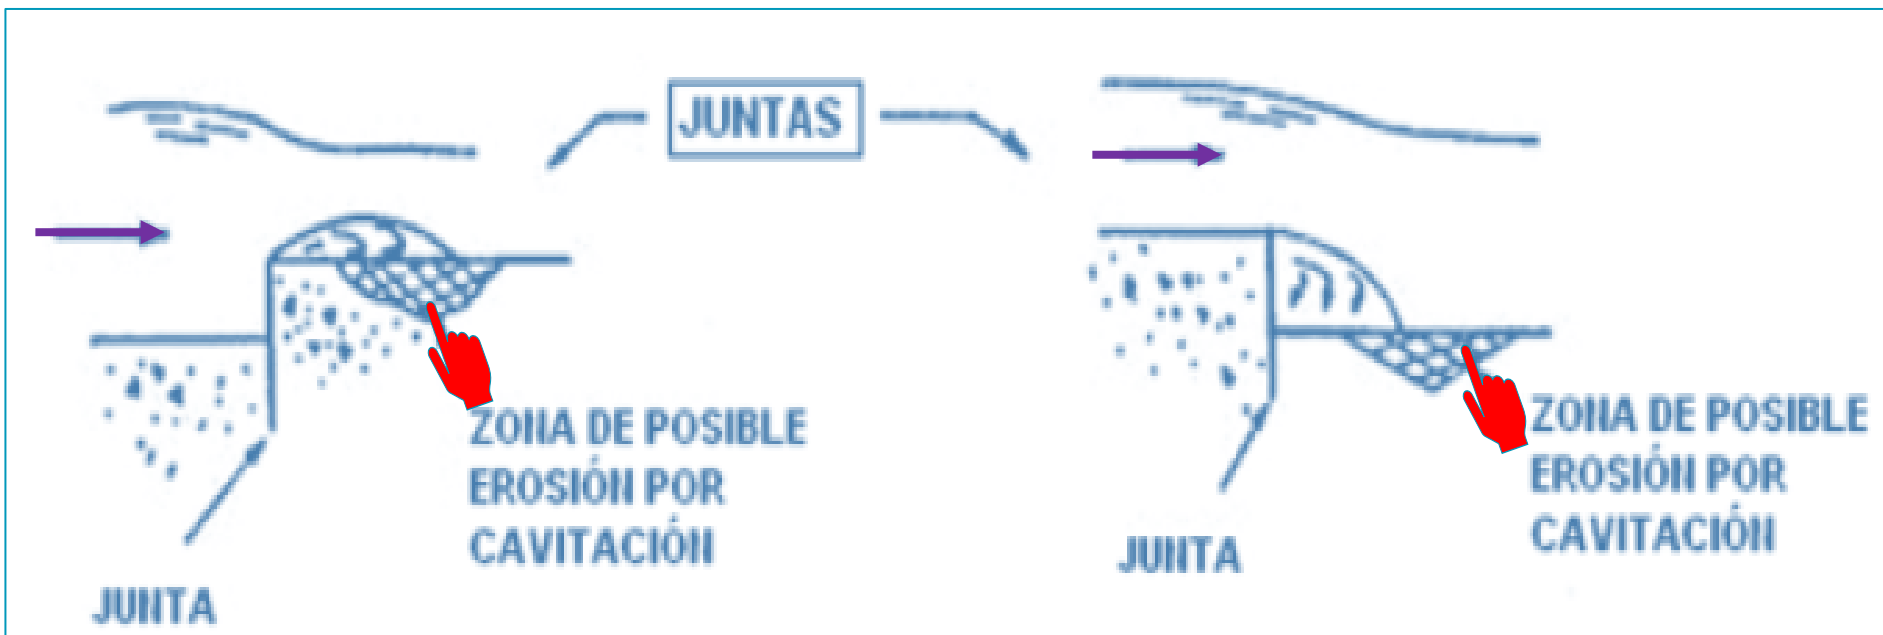 JUNTAS
ZONA DE POSIBLE
EROSIÓN POR
CAVITACIÓN
JUNTA
ZONA DE POSIBLE
EROSIÓN POR
CAVITACIÓN
JUNTA